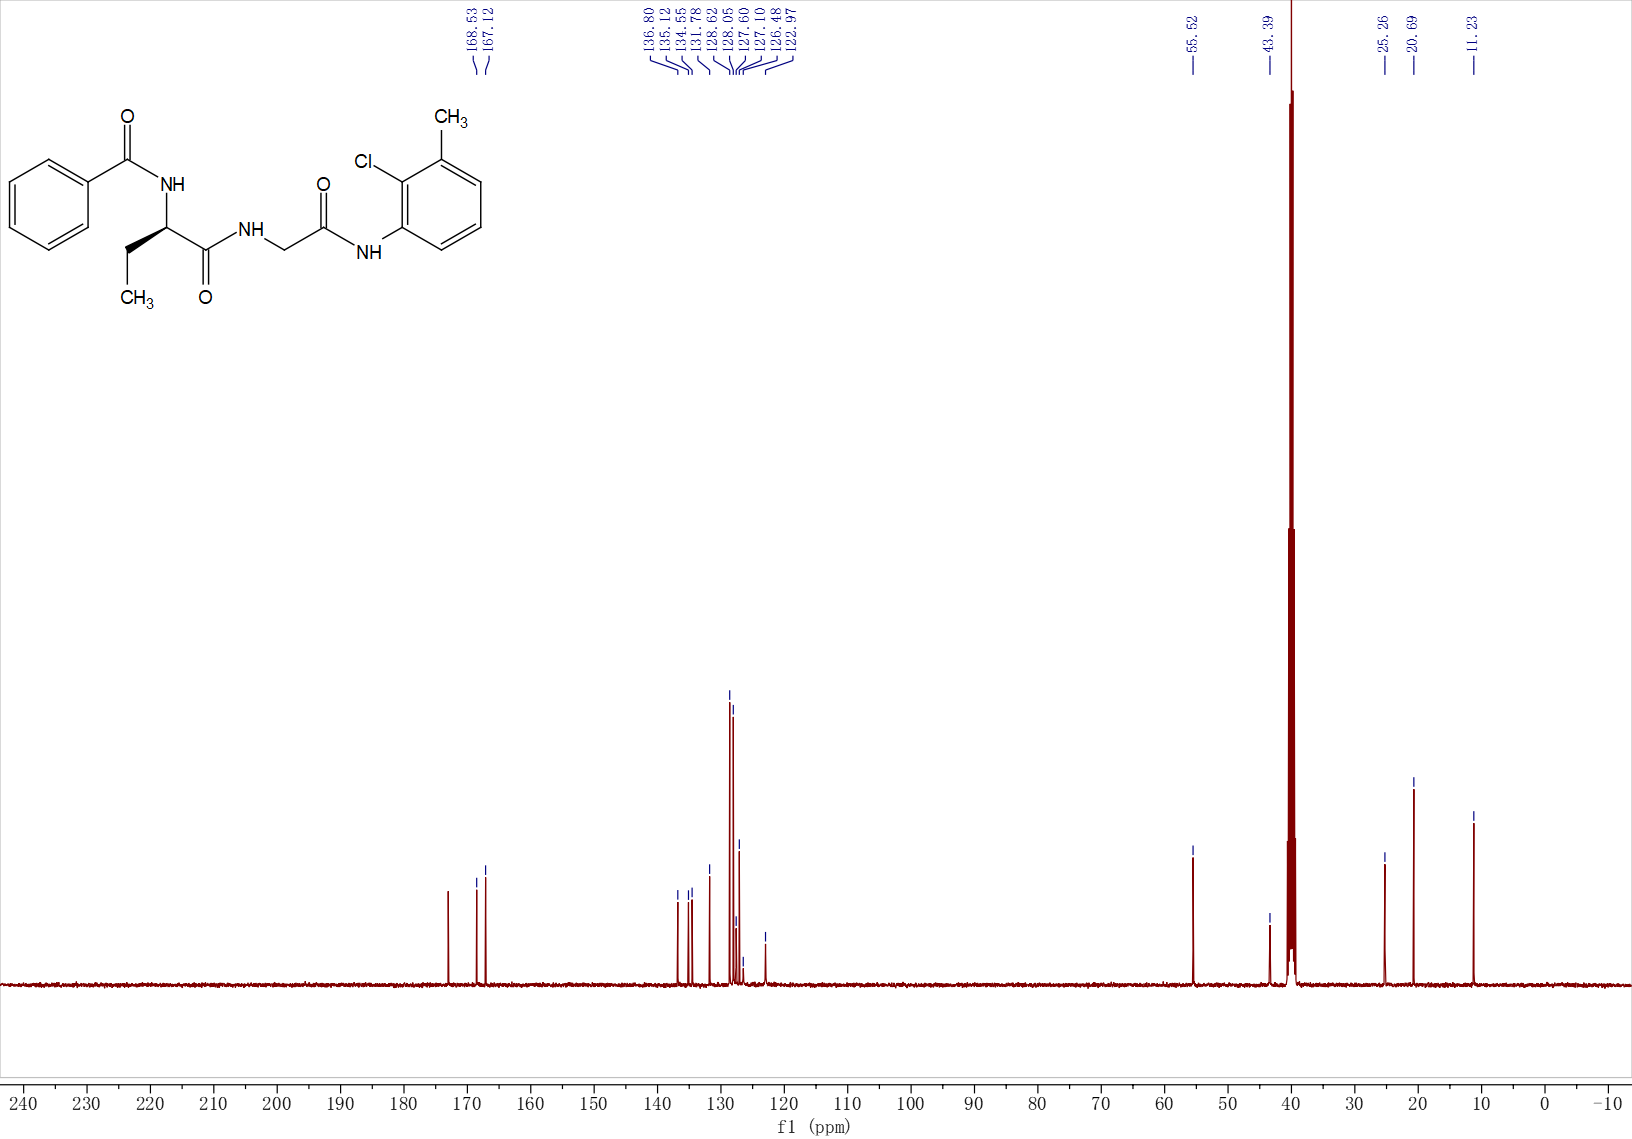 168.53
167.12
136.80
135.12
134.55
131.78
128.62
128.05
127.60
127.10
126.48
122.97
55.52
43.39
25.26
20.69
11.23
O
CH3
Cl
NH
O
NH
NH
CH3
O
240 230 220 210 200 190 180 170 160 150 140 130 120 110 100 90 80 70 60 50 40 30 20 10 0 -10
f1 (ppm)